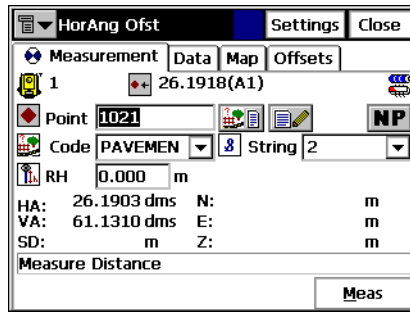 HorAng Ofst Settings Close
Measurement Data Map Offsets
1 26.1918(A1)
Point 1021 NP
Code PAVEMEN 8 String 2
RH 0.000 m
HA: 26.1903 dms N: m
VA: 61.1310 dms E: m
SD: m Z: m
Measure Distance
Meas